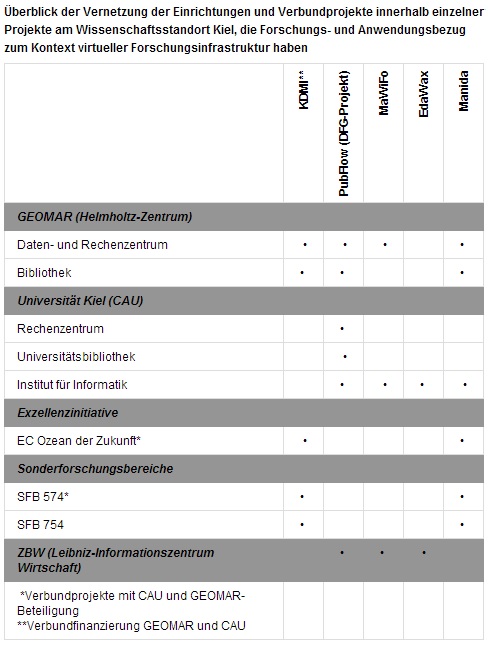 Überblick der Vernetzung der Einrichtungen und Verbundprojekte innerhalb einzelner
Projekte am Wissenschaftsstandort Kiel, die Forschungs- und Anwendungsbezug
zum Kontext virtueller Forschungsinfrastruktur haben
KDMI**
PubFlow (DFG-Projekt)
MaWiFo
EdaWax
Manida
GEOMAR (Helmholtz-Zentrum)
Daten- und Rechenzentrum • • • •
Bibliothek • • •
Universität Kiel (CAU)
Rechenzentrum •
Universitätsbibliothek •
Institut für Informatik • • • •
Exzellenzinitiative
EC Ozean der Zukunft* • •
Sonderforschungsbereiche
SFB 574* • •
SFB 754 • •
ZBW (Leibniz-Informationszentrum • • •
Wirtschaft)
*Verbundprojekte mit CAU und GEOMAR-
Beteiligung
**Verbundfinanzierung GEOMAR und CAU